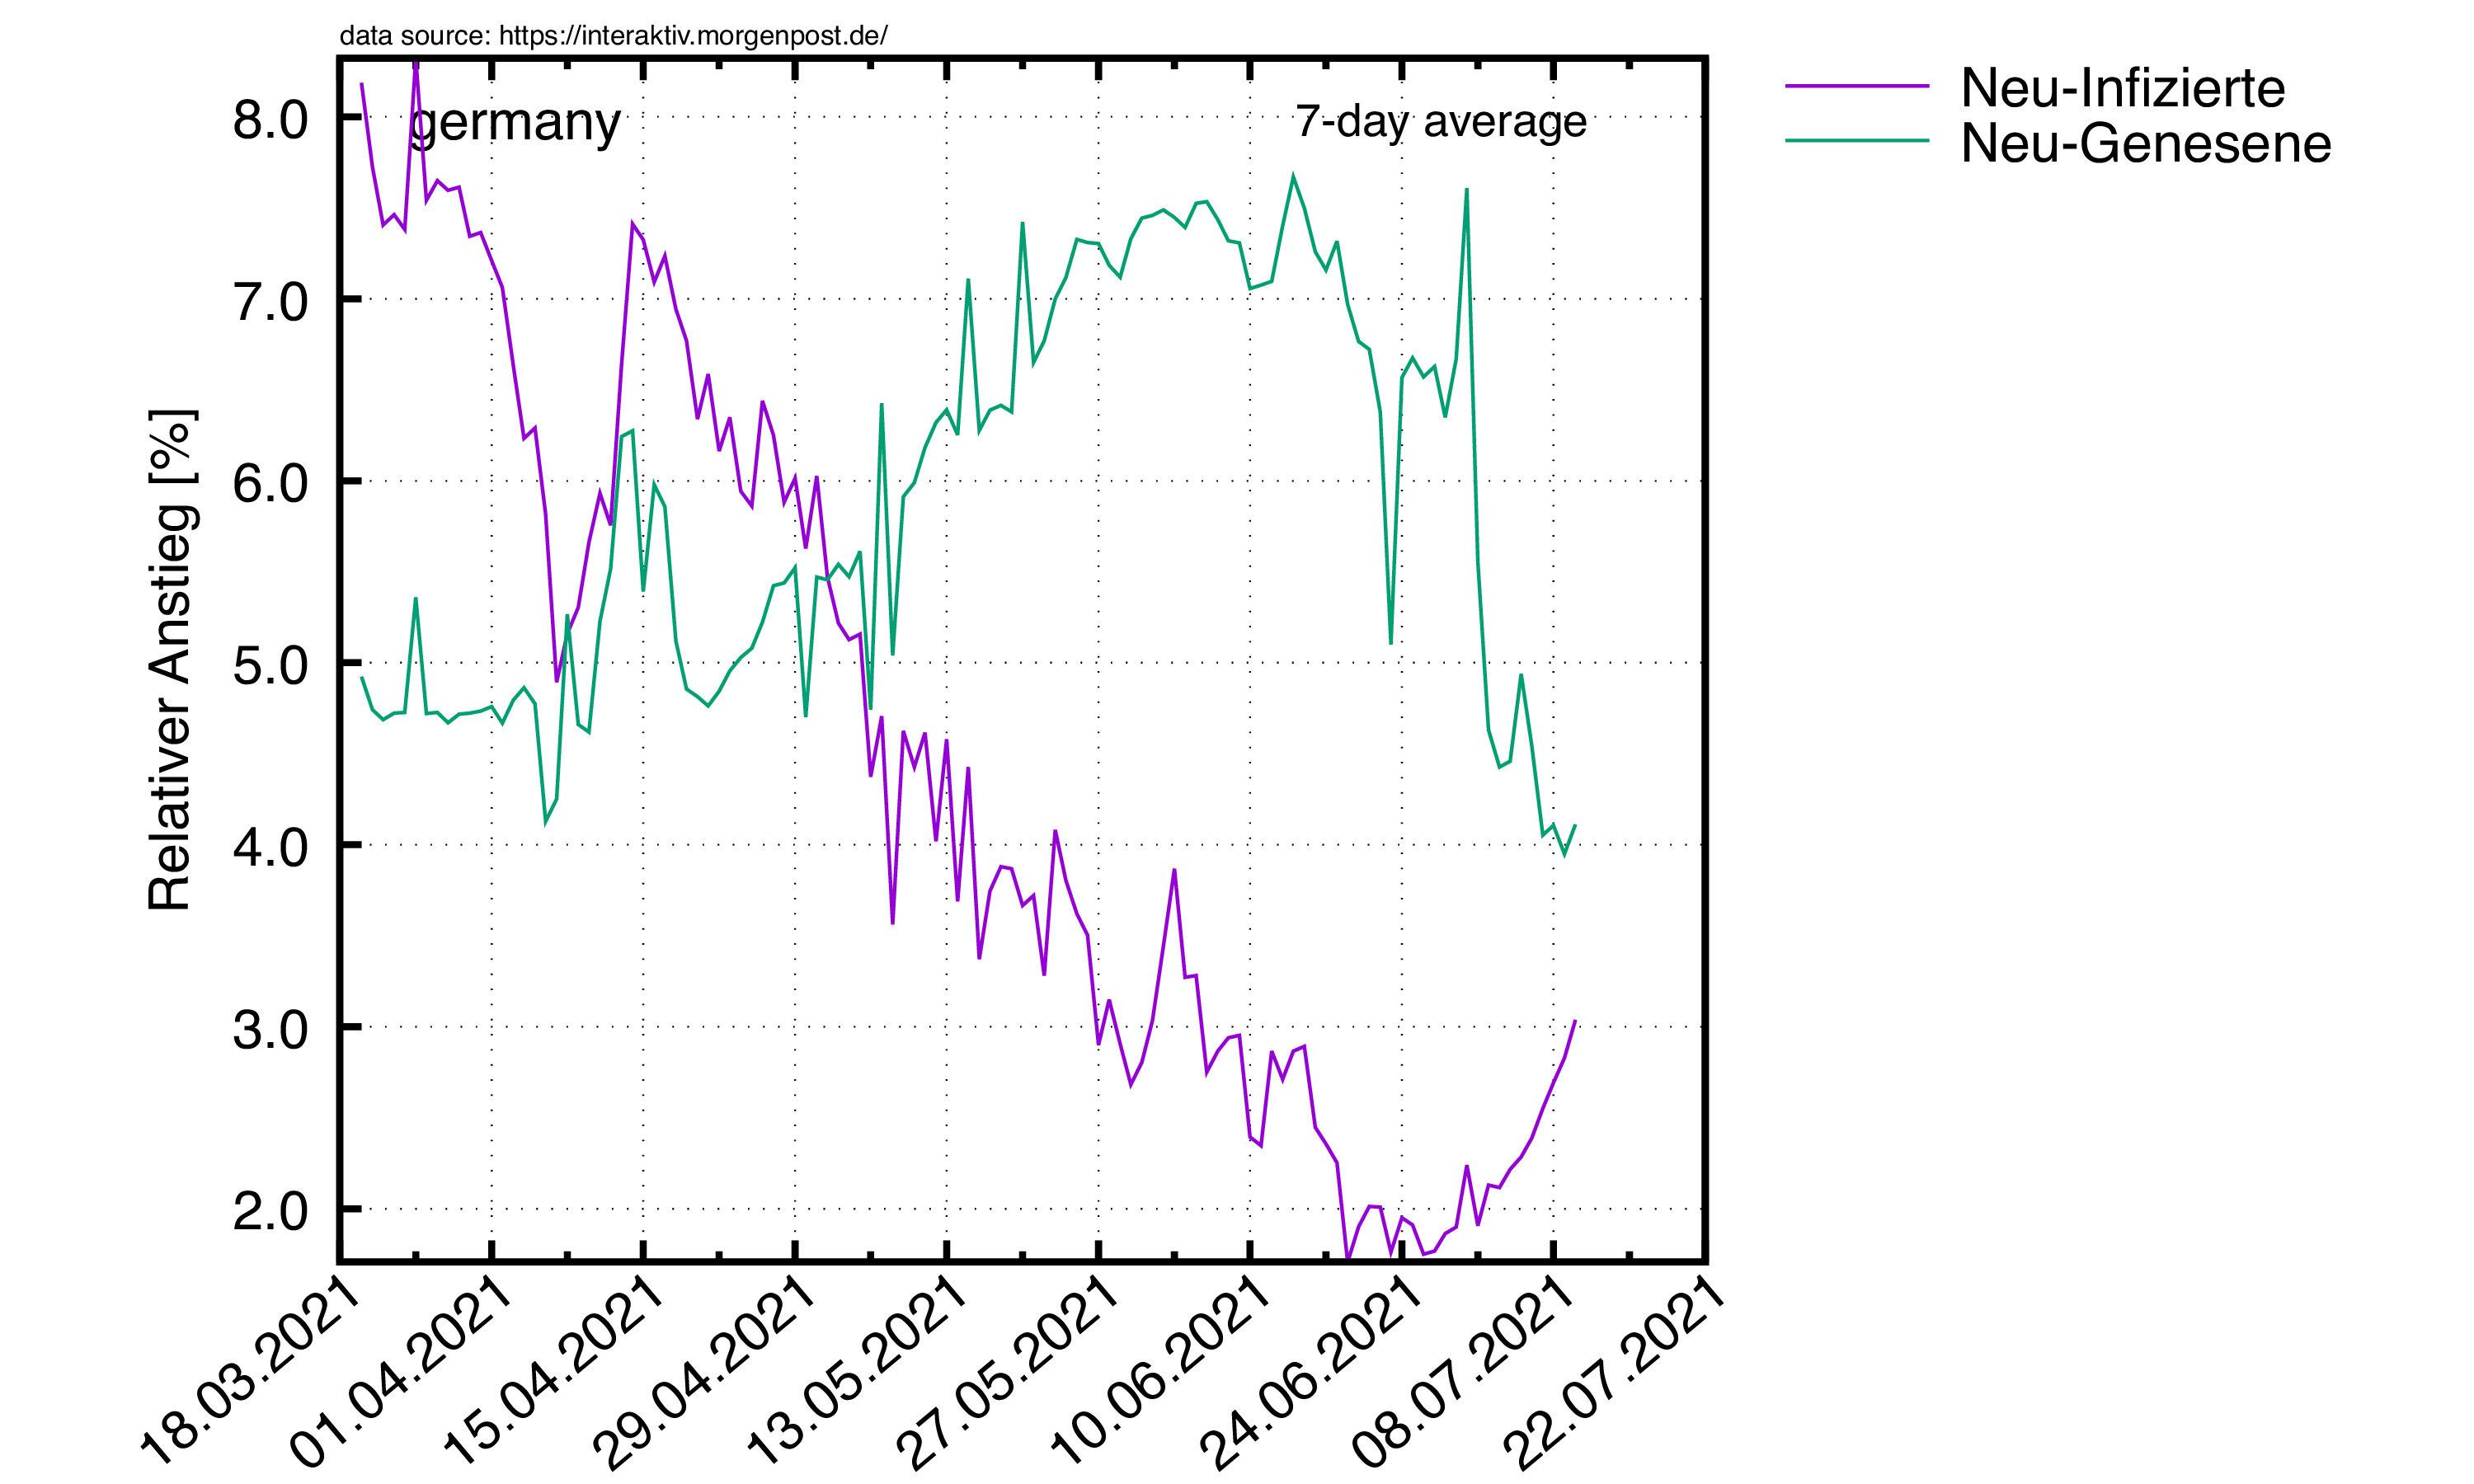 data source: https://interaktiv.morgenpost.de/
germany
7-day average
Neu-Infizierte
Neu-Genesene
Relativer Anstieg [%]
8.0
7.0
6.0
5.0
4.0
3.0
2.0
18.03.2021
01.04.2021
15.04.2021
29.04.2021
13.05.2021
27.05.2021
10.06.2021
24.06.2021
08.07.2021
22.07.2021